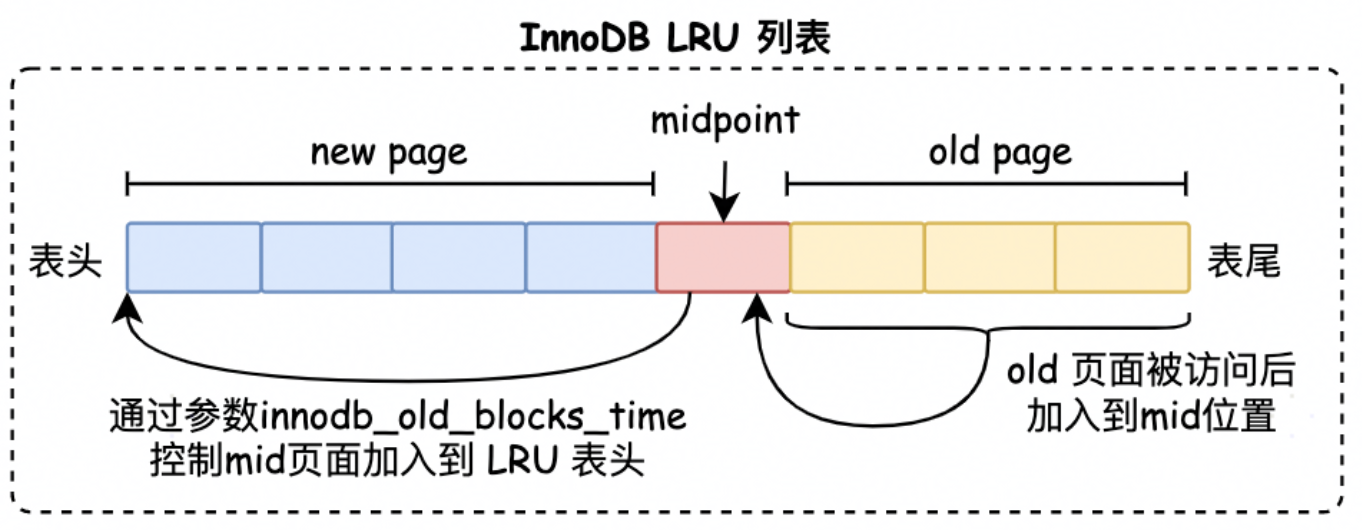 InnoDB LRU 列表
midpoint
new page
old page
表头
表尾
通过参数innodb_old_blocks_time
控制mid页面加入到 LRU 表头
old 页面被访问后
加入到mid位置